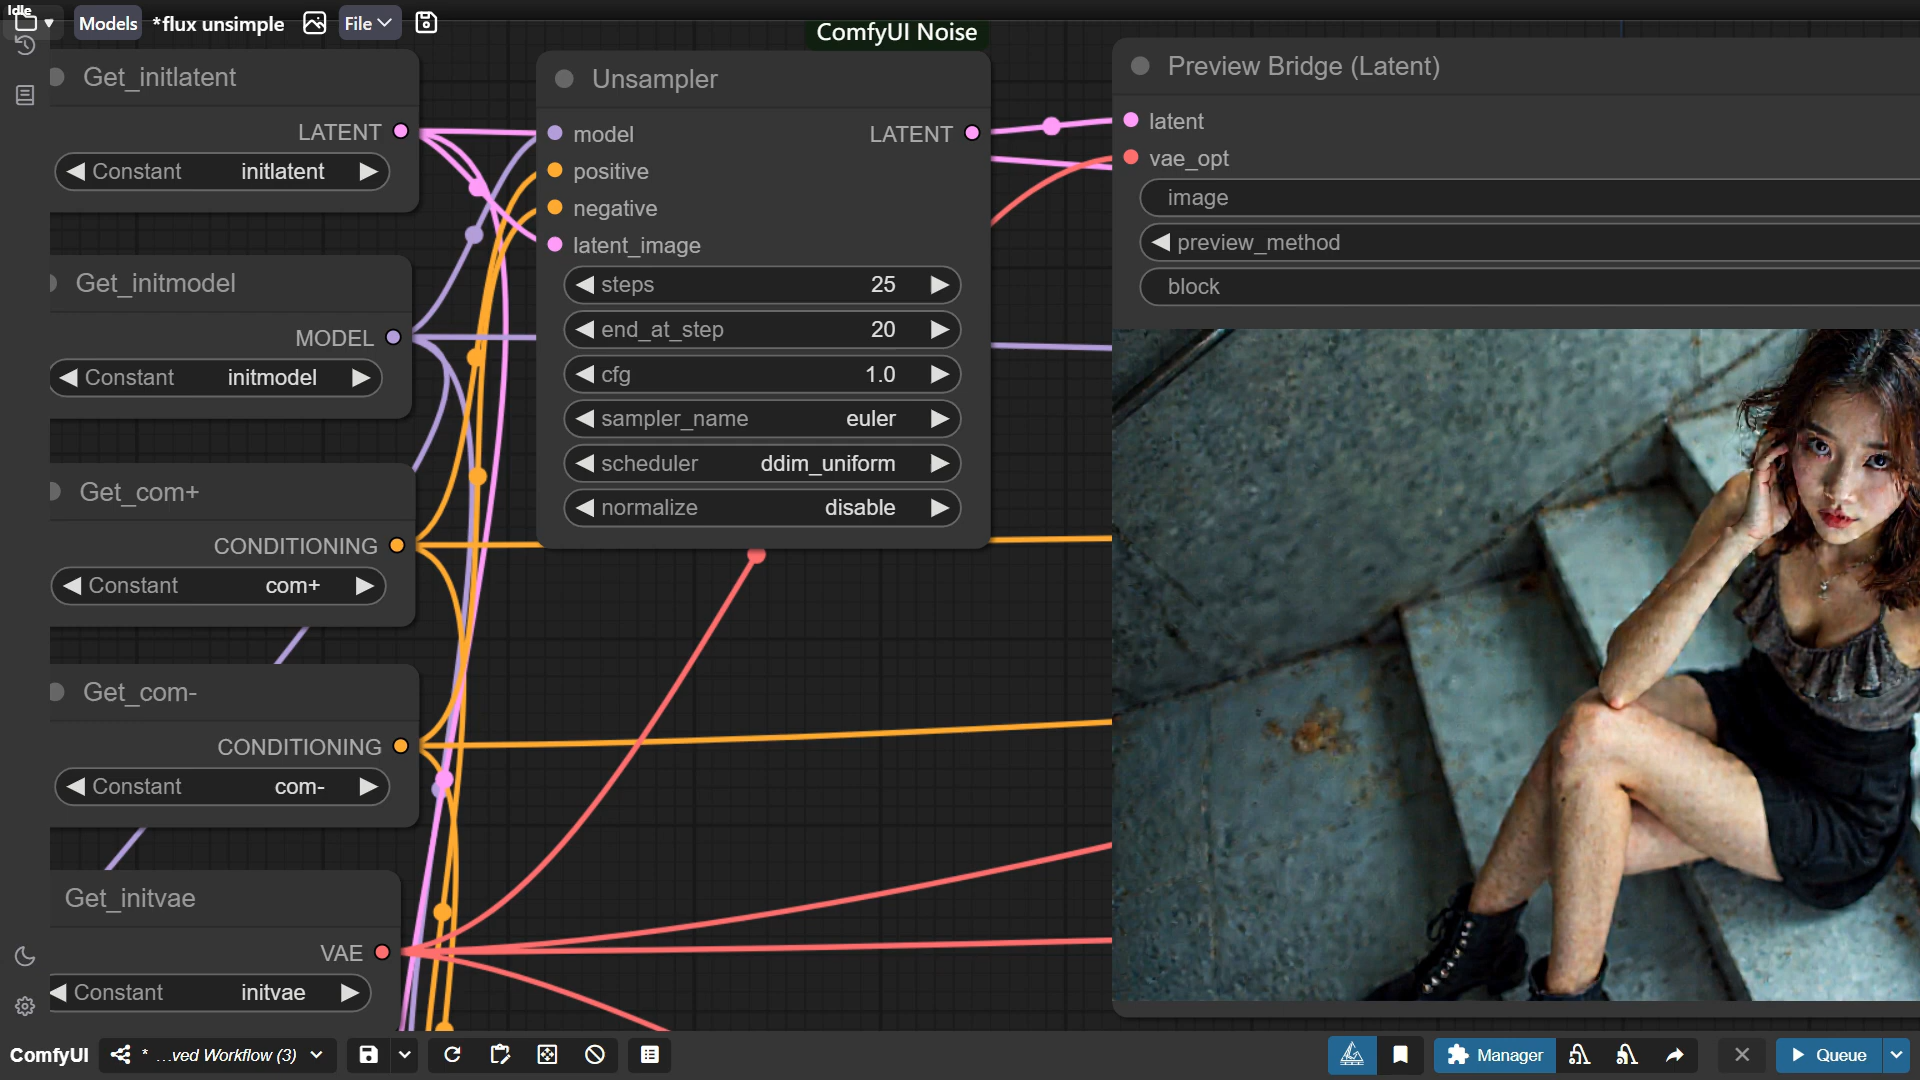 Idle
Models
*flux unsimple
File
ComfyUI Noise
Get_initlatent
LATENT
Constant initlatent
Get_initmodel
MODEL
Constant initmodel
Get_com+
CONDITIONING
Constant com+
Get_com-
CONDITIONING
Constant com-
Get_initvae
VAE
Constant initvae
Unsampler
model LATENT
positive
negative
latent_image
steps 25
end_at_step 20
cfg 1.0
sampler_name euler
scheduler ddim_uniform
normalize disable
Preview Bridge (Latent)
latent
vae_opt
image
preview_method
block
ComfyUI
* ...ved Workflow (3)
Manager
Queue